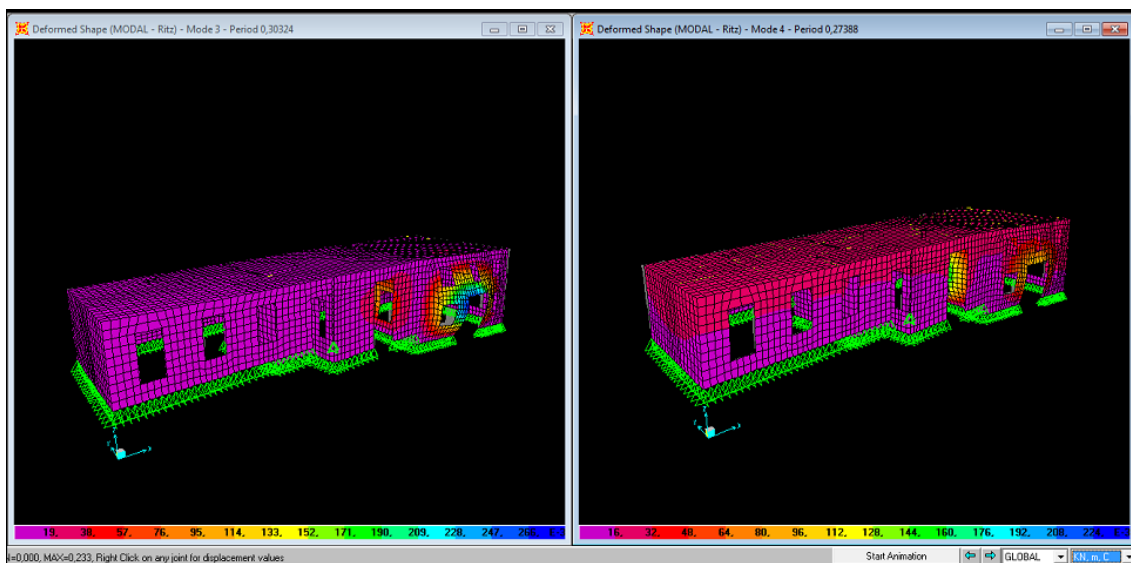 Deformed Shape (MODAL - Ritz) - Mode 3 - Period 0,30324
Deformed Shape (MODAL - Ritz) - Mode 4 - Period 0,27388
19, 38, 57, 76, 95, 114, 133, 152, 171, 190, 209, 228, 247,
16, 32, 48, 64, 80, 96, 112, 128, 144, 160, 176, 192, 208, 224,
=0,000, MAX=0,233, Right Click on any joint for displacement values
Start Animation
GLOBAL
KN, m, C